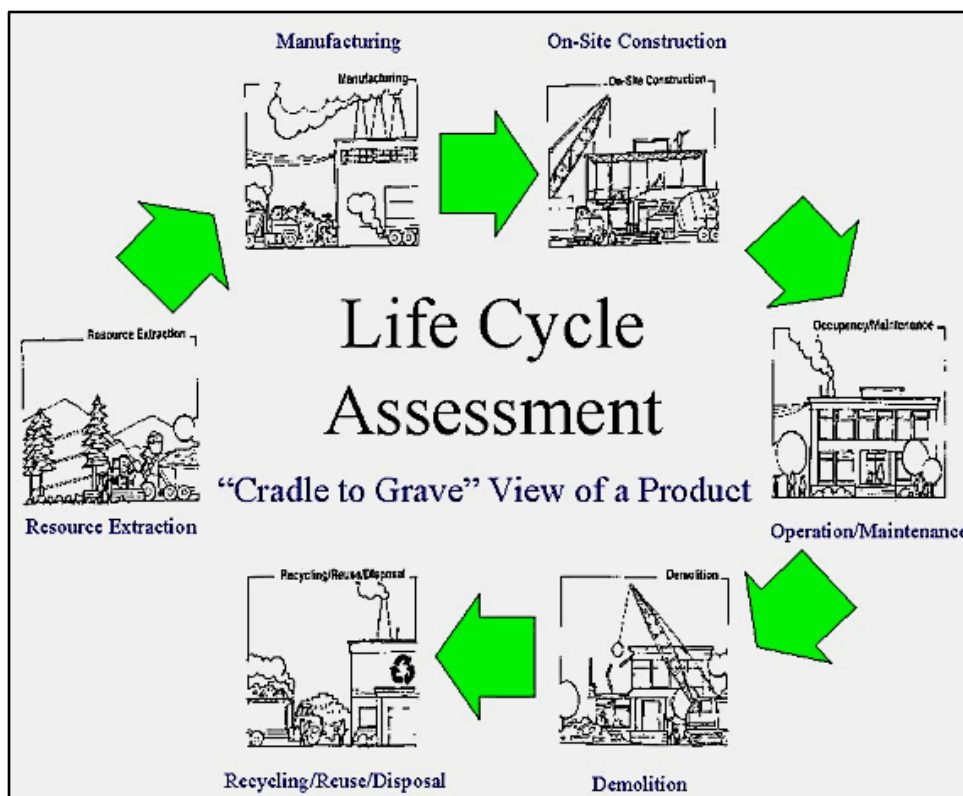 Manufacturing
On-Site Construction
Manufacturing
On-Site Construction
Life Cycle
Assessment
“Cradle to Grave” View of a Product
Resource Extraction
Resource Extraction
Occupancy/Maintenance
Operation/Maintenance
Recycling/Reuse/Disposal
Demolition
Recycling/Reuse/Disposal
Demolition